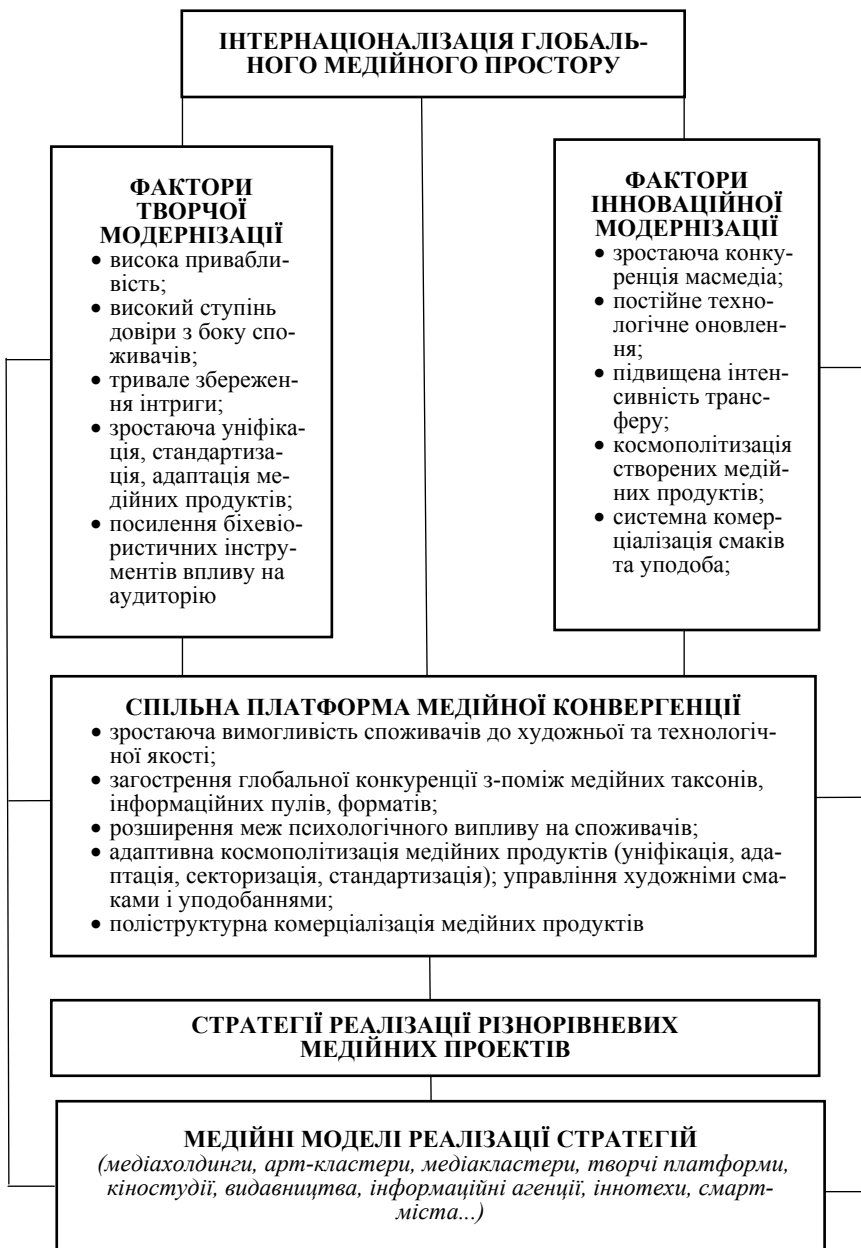 ІНТЕРНАЦІОНАЛІЗАЦІЯ ГЛОБАЛЬ-
НОГО МЕДІЙНОГО ПРОСТОРУ
ФАКТОРИ
ТВОРЧОЇ
МОДЕРНІЗАЦІЇ
• висока привабли-
вість;
• високий ступінь
довіри з боку спо-
живачів;
• тривале збережен-
ня інтриги;
• зростаюча уніфіка-
ція, стандартиза-
ція, адаптація ме-
дійних продуктів;
• посилення біхевіо-
ристичних інстру-
ментів впливу на
аудиторію
ФАКТОРИ
ІННОВАЦІЙНОЇ
МОДЕРНІЗАЦІЇ
• зростаюча конку-
ренція масмедіа;
• постійне техно-
логічне оновлен-
ня;
• підвищена інтен-
сивність транс-
феру;
• космополітизація
створених медій-
них продуктів;
• системна комер-
ціалізація смаків
та уподоба;
СПІЛЬНА ПЛАТФОРМА МЕДІЙНОЇ КОНВЕРГЕНЦІЇ
• зростаюча вимогливість споживачів до художньої та технологіч-
ної якості;
• загострення глобальної конкуренції з-поміж медійних таксонів,
інформаційних пулів, форматів;
• розширення меж психологічного випливу на споживачів;
• адаптивна космополітизація медійних продуктів (уніфікація, ада-
птація, секторизація, стандартизація); управління художніми сма-
ками і уподобаннями;
• поліструктурна комерціалізація медійних продуктів
СТРАТЕГІЇ РЕАЛІЗАЦІЇ РІЗНОРІВНЕВИХ
МЕДІЙНИХ ПРОЕКТІВ
МЕДІЙНІ МОДЕЛІ РЕАЛІЗАЦІЇ СТРАТЕГІЙ
(медіахолдинги, арт-кластери, медіакластери, творчі платформи,
кіностудії, видавництва, інформаційні агенції, іннотехи, смарт-
міста...)